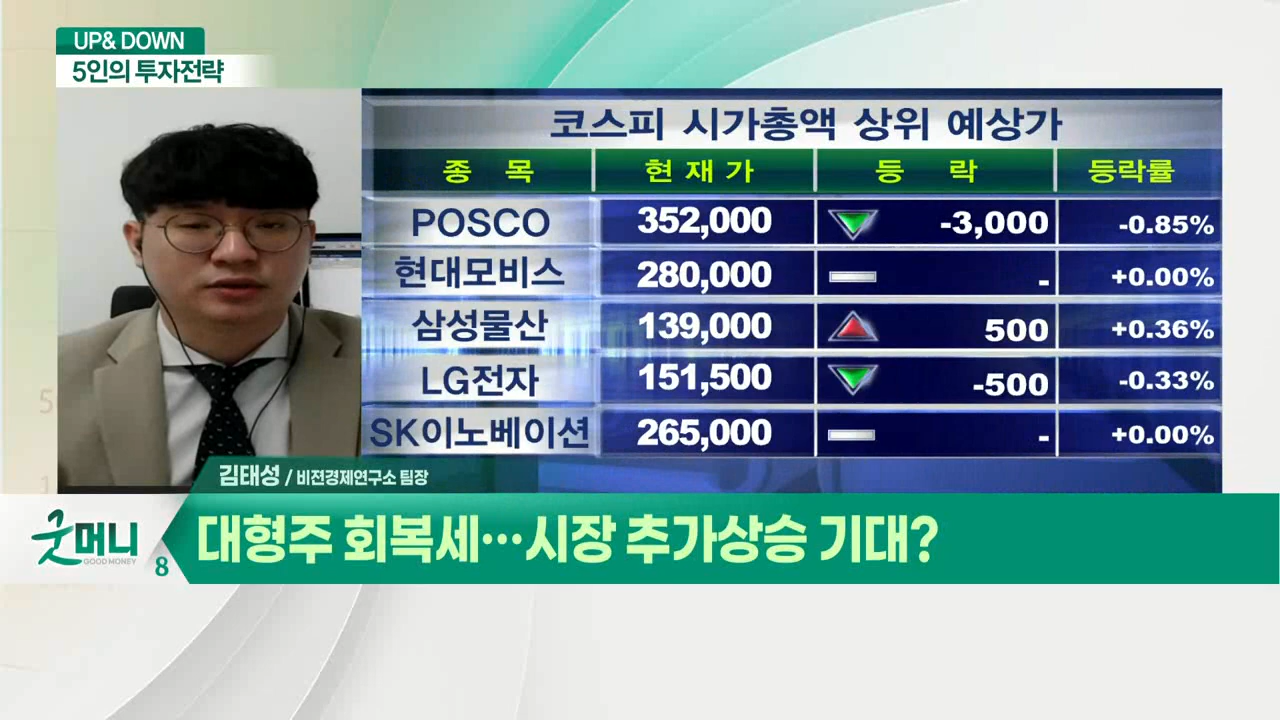 UP& DOWN
5인의 투자전략
코스피 시가총액 상위 예상가
종 목 현 재 가 등 락 등락률
POSCO 352,000 -3,000 -0.85%
현대모비스 280,000 - +0.00%
삼성물산 139,000 500 +0.36%
LG전자 151,500 -500 -0.33%
SK이노베이션 265,000 - +0.00%
김태성 / 비전경제연구소 팀장
굿머니
GOOD MONEY
8
대형주 회복세…시장 추가상승 기대?